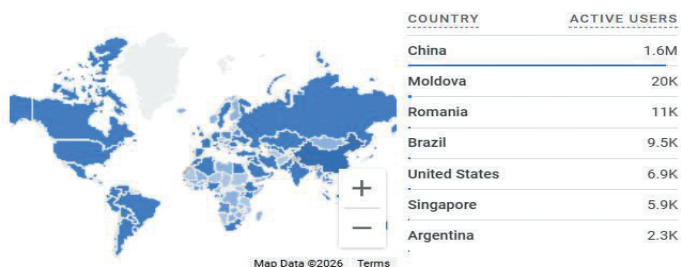 COUNTRY ACTIVE USERS
China 1.6M
Moldova 20K
Romania 11K
Brazil 9.5K
United States 6.9K
Singapore 5.9K
Argentina 2.3K
+
−
Map Data ©2026 Terms